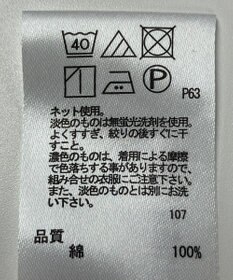 40
P
P63
ネット使用。
淡色のものは無蛍光洗剤を使用。
よくすすぎ、絞りの後すぐに干
すこと。
濃色のものは、着用による摩擦
で色落ちする事がありますので、
組み合せの衣服にご注意下さい。
また、淡色のものとは別にお洗
い下さい。
107
品質
綿 100%